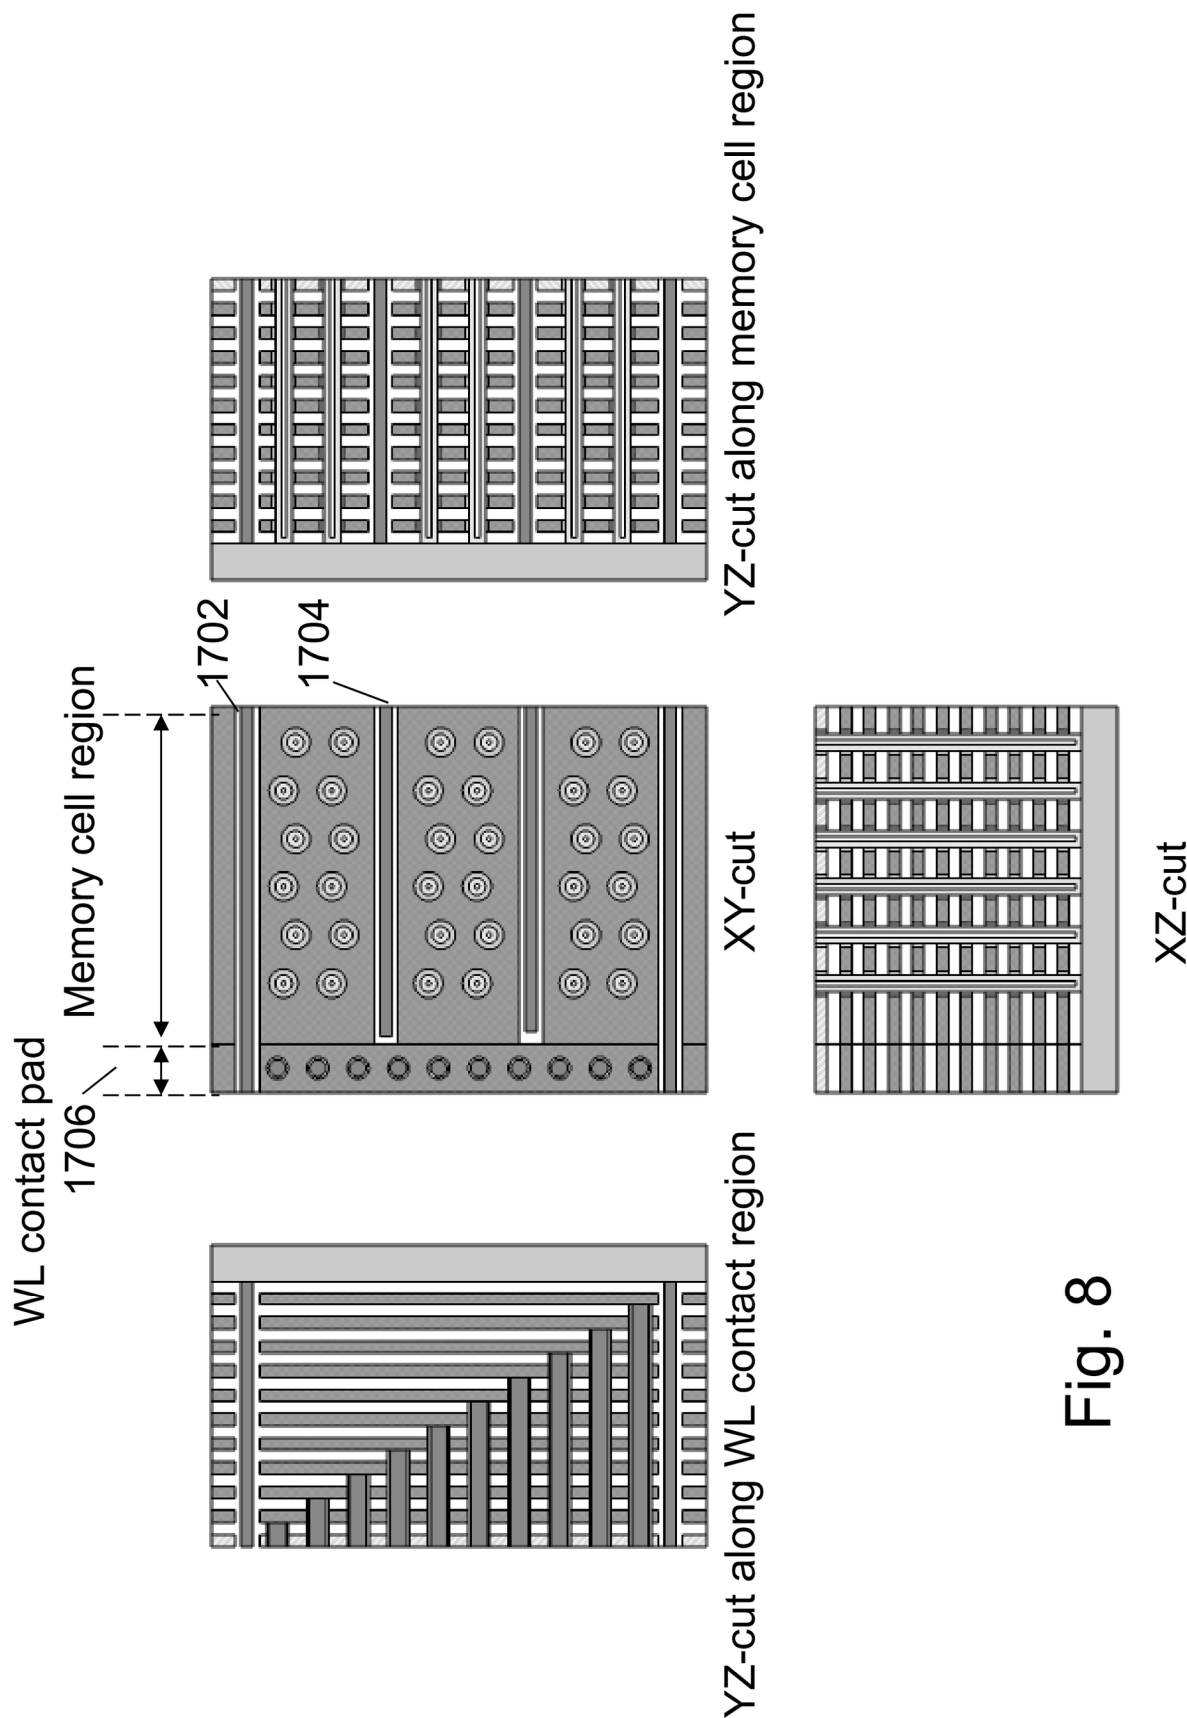 WL contact pad
1706
Memory cell region
1702
1704
YZ-cut along WL contact region
XY-cut
YZ-cut along memory cell region
XZ-cut
Fig. 8